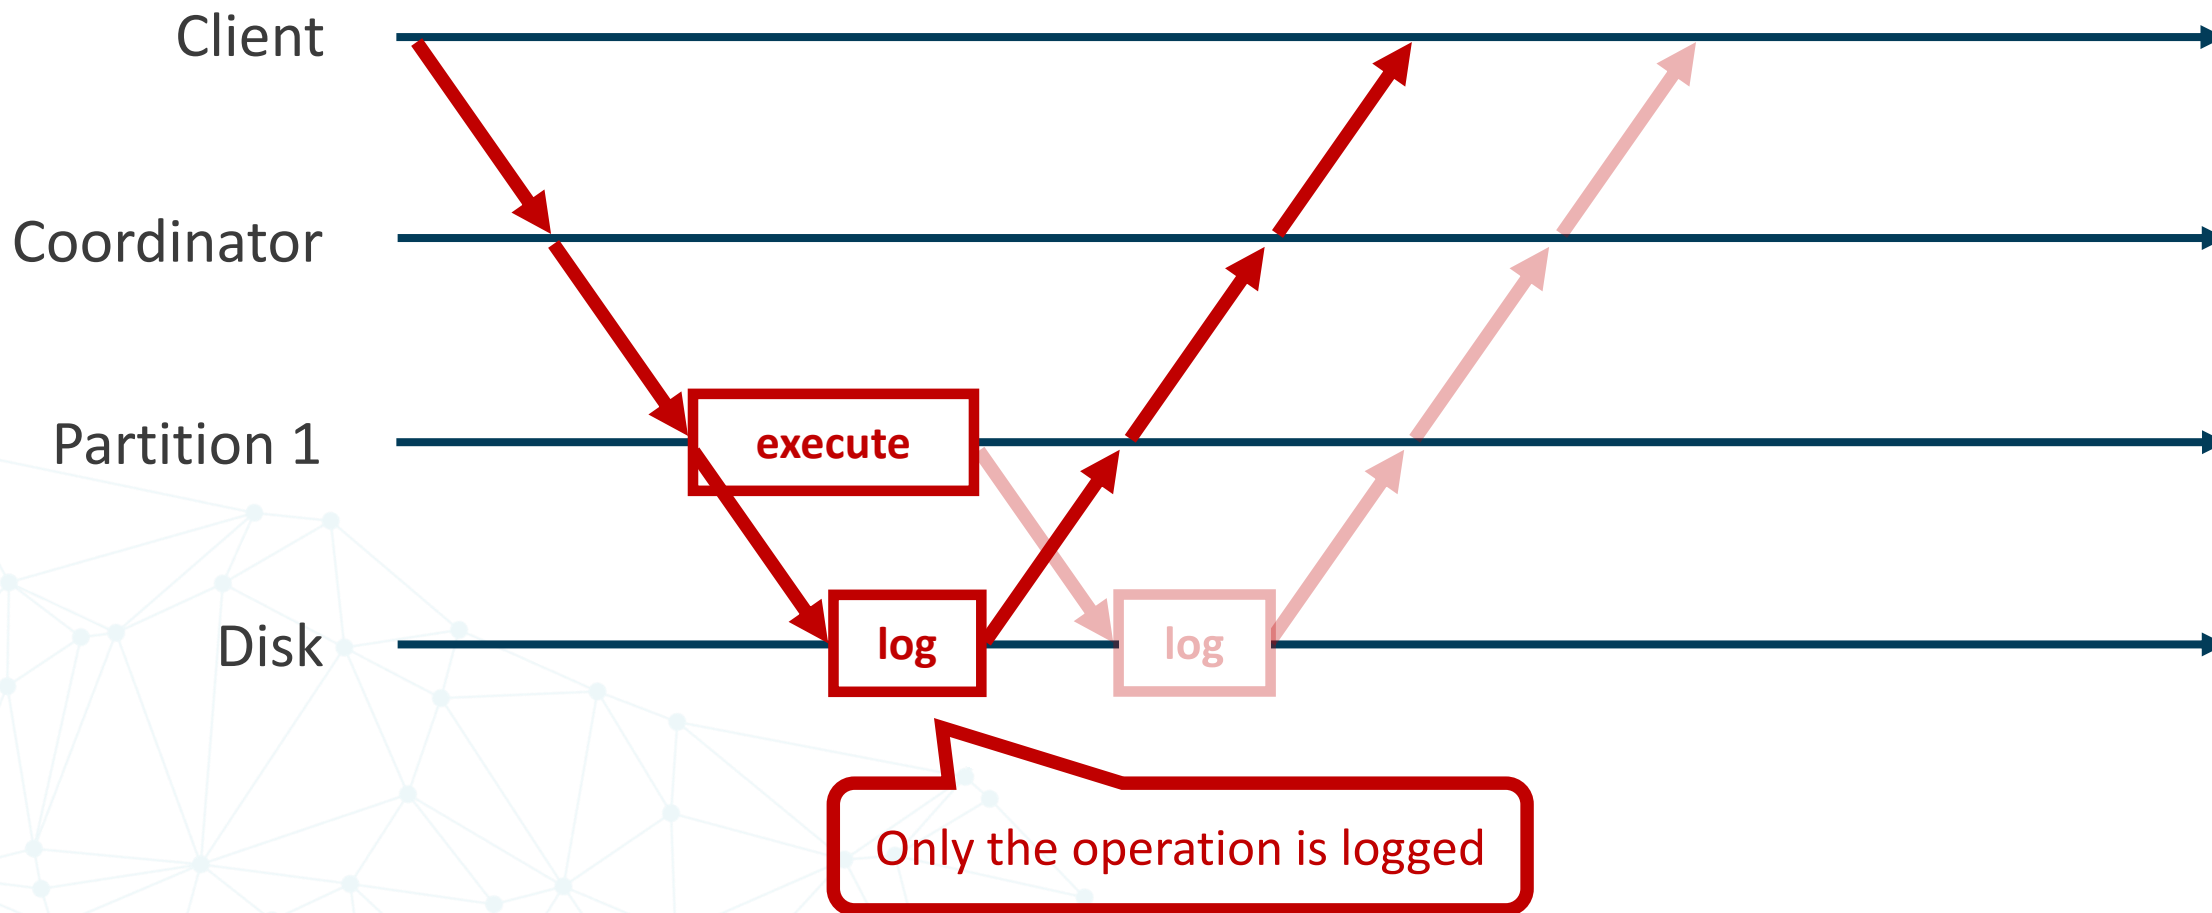 Client
Coordinator
Partition 1
execute
Disk
log
log
Only the operation is logged